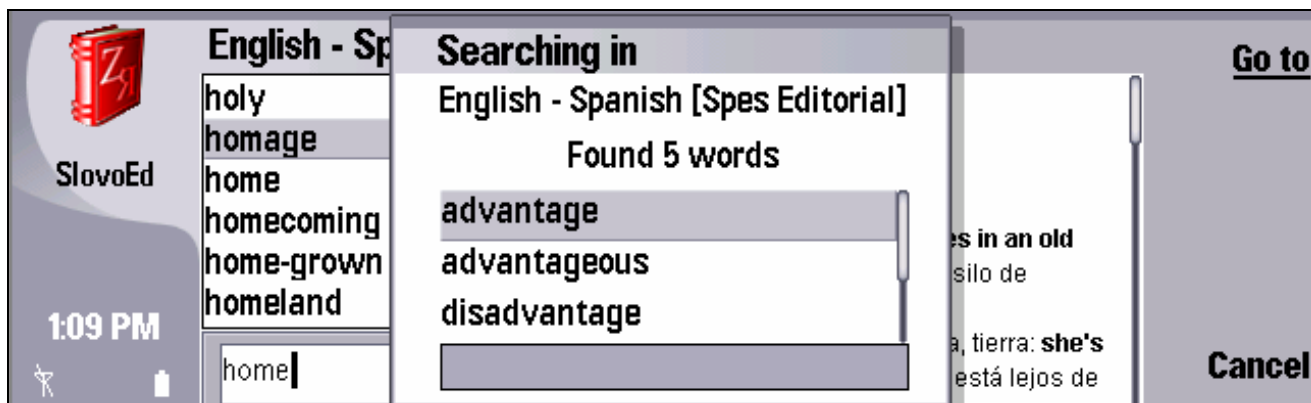 SlovoEd
1:09 PM
English - Sp
holy
homage
home
homecoming
home-grown
homeland
home
Searching in
English - Spanish [Spes Editorial]
Found 5 words
advantage
advantageous
disadvantage
es in an old
silo de
a, tierra: she's
está lejos de
Go to
Cancel